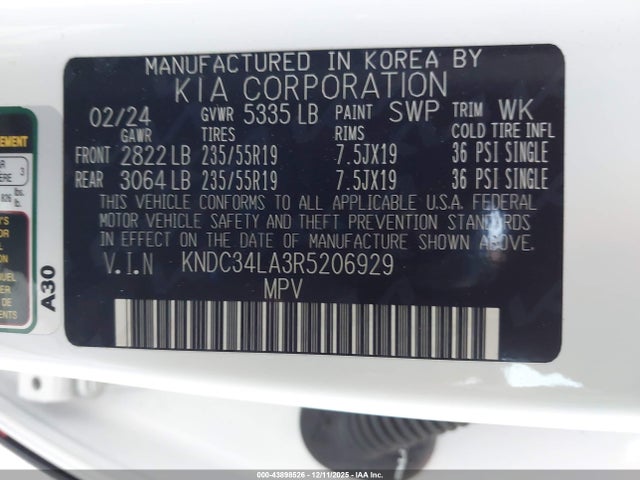 MANUFACTURED IN KOREA BY
KIA CORPORATION
02/24 GVWR 5335 LB PAINT SWP TRIM WK
GAWR TIRES RIMS COLD TIRE INFL
FRONT 2822 LB 235/55R19 7.5JX19 36 PSI SINGLE
REAR 3064 LB 235/55R19 7.5JX19 36 PSI SINGLE
THIS VEHICLE CONFORMS TO ALL APPLICABLE U.S.A. FEDERAL
MOTOR VEHICLE SAFETY AND THEFT PREVENTION STANDARDS
IN EFFECT ON THE DATE OF MANUFACTURE SHOWN ABOVE.
V.I.N KNDC34LA3R5206929
MPV
3
lbs.
A30
© 2000-43898526 - 12/11/2025 - IAA Inc.